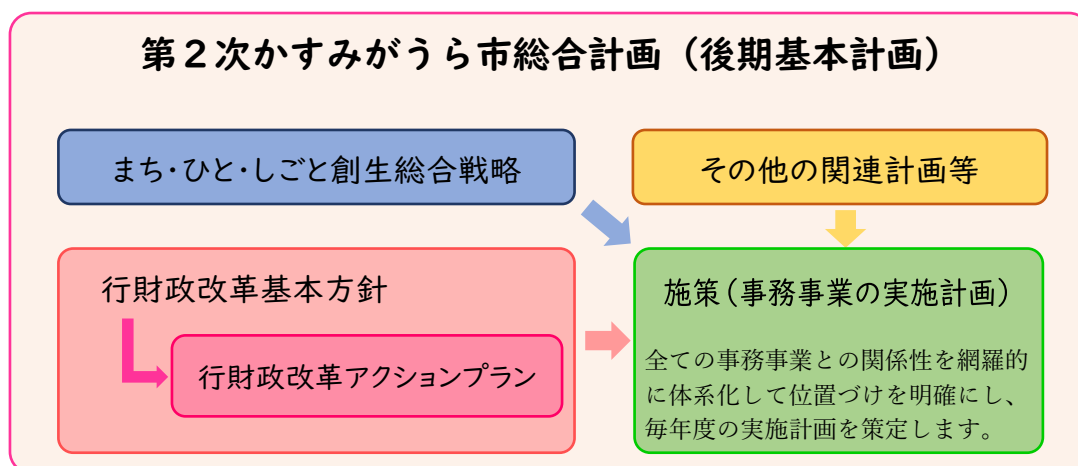 第２次かすみがうら市総合計画（後期基本計画）
まち・ひと・しごと創生総合戦略
その他の関連計画等
行財政改革基本方針
行財政改革アクションプラン
施策（事務事業の実施計画）
全ての事務事業との関係性を網羅的
に体系化して位置づけを明確にし、
毎年度の実施計画を策定します。